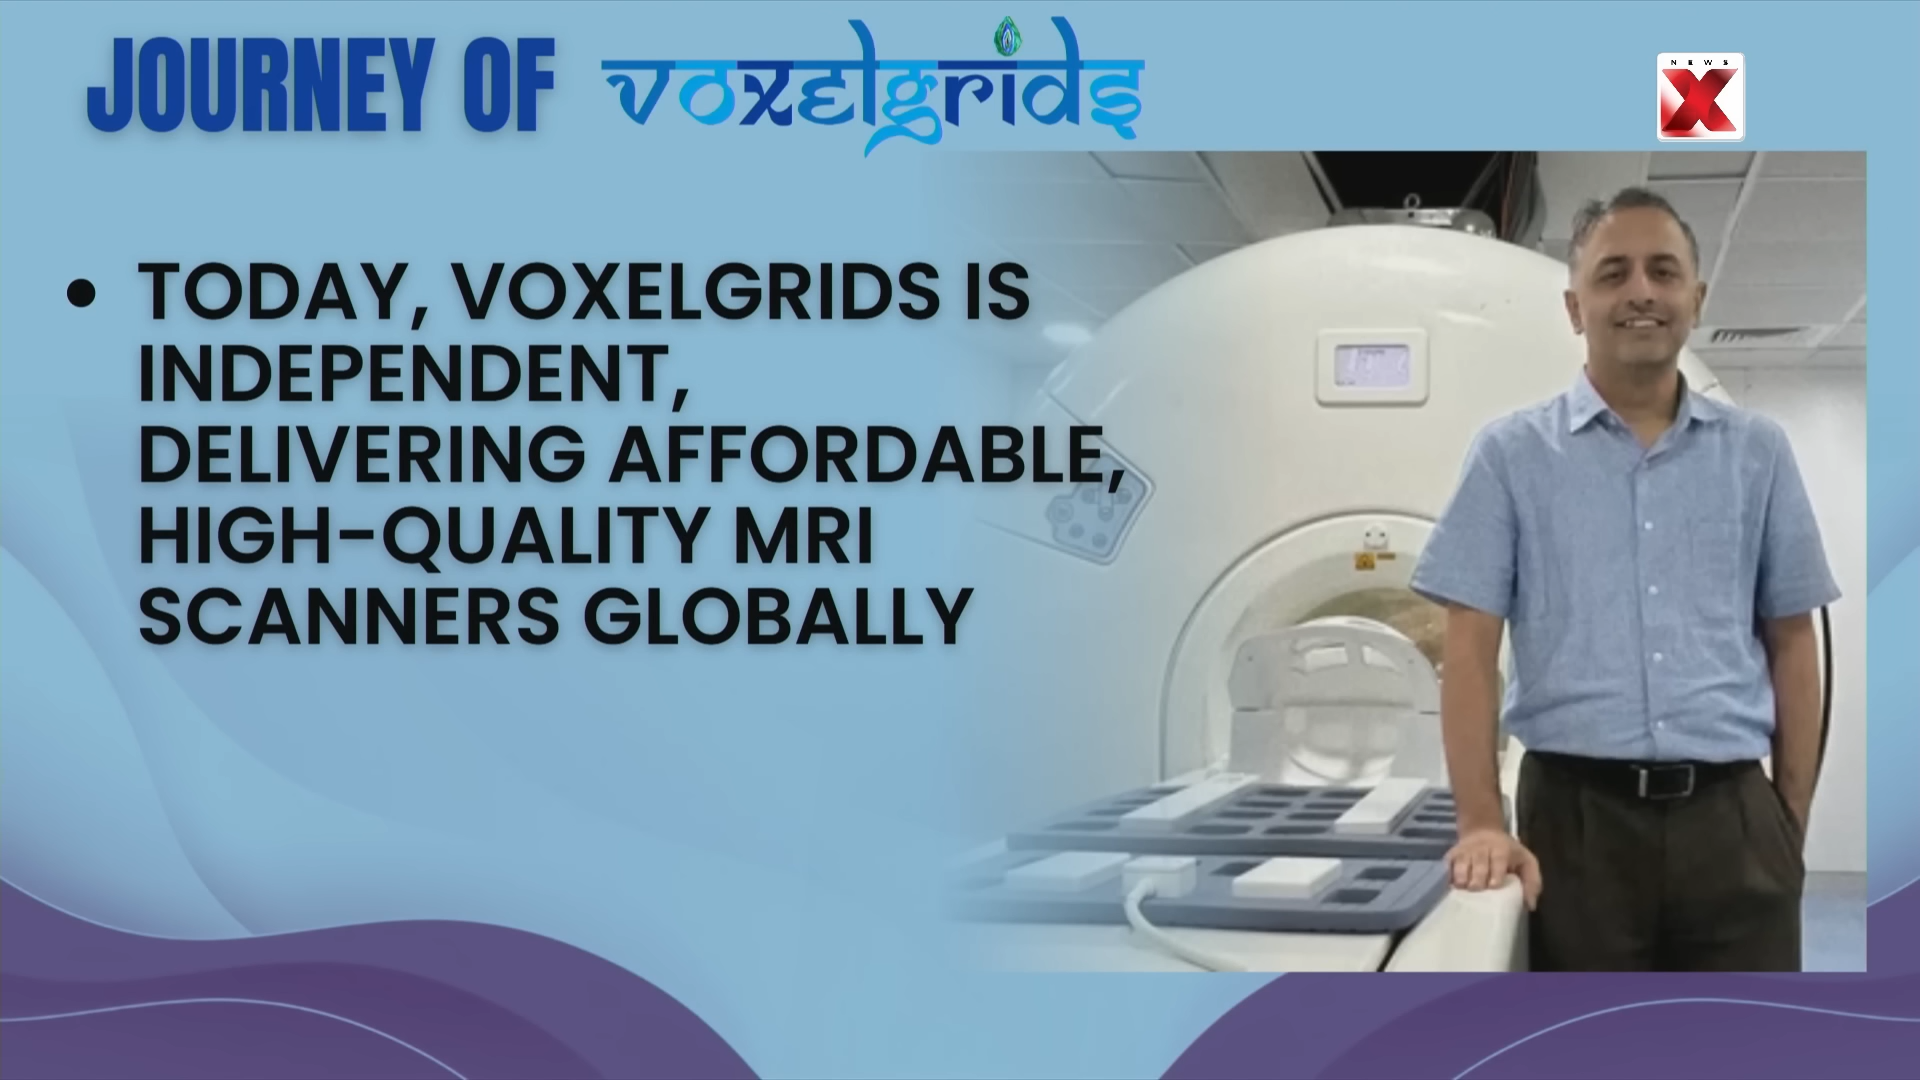 JOURNEY OF voxelgrids
NEWS
X
• TODAY, VOXELGRIDS IS
INDEPENDENT,
DELIVERING AFFORDABLE,
HIGH-QUALITY MRI
SCANNERS GLOBALLY